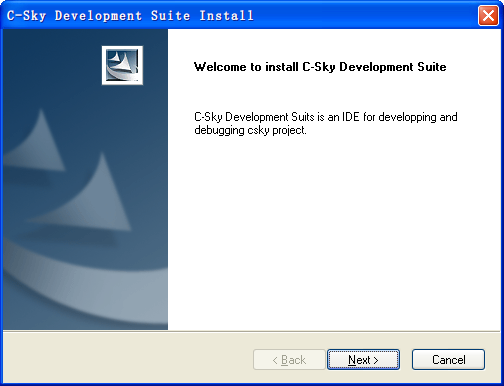 C-Sky Development Suite Install
Welcome to install C-Sky Development Suite
C-Sky Development Suits is an IDE for developping and
debugging csky project.
< Back
Next >
Cancel